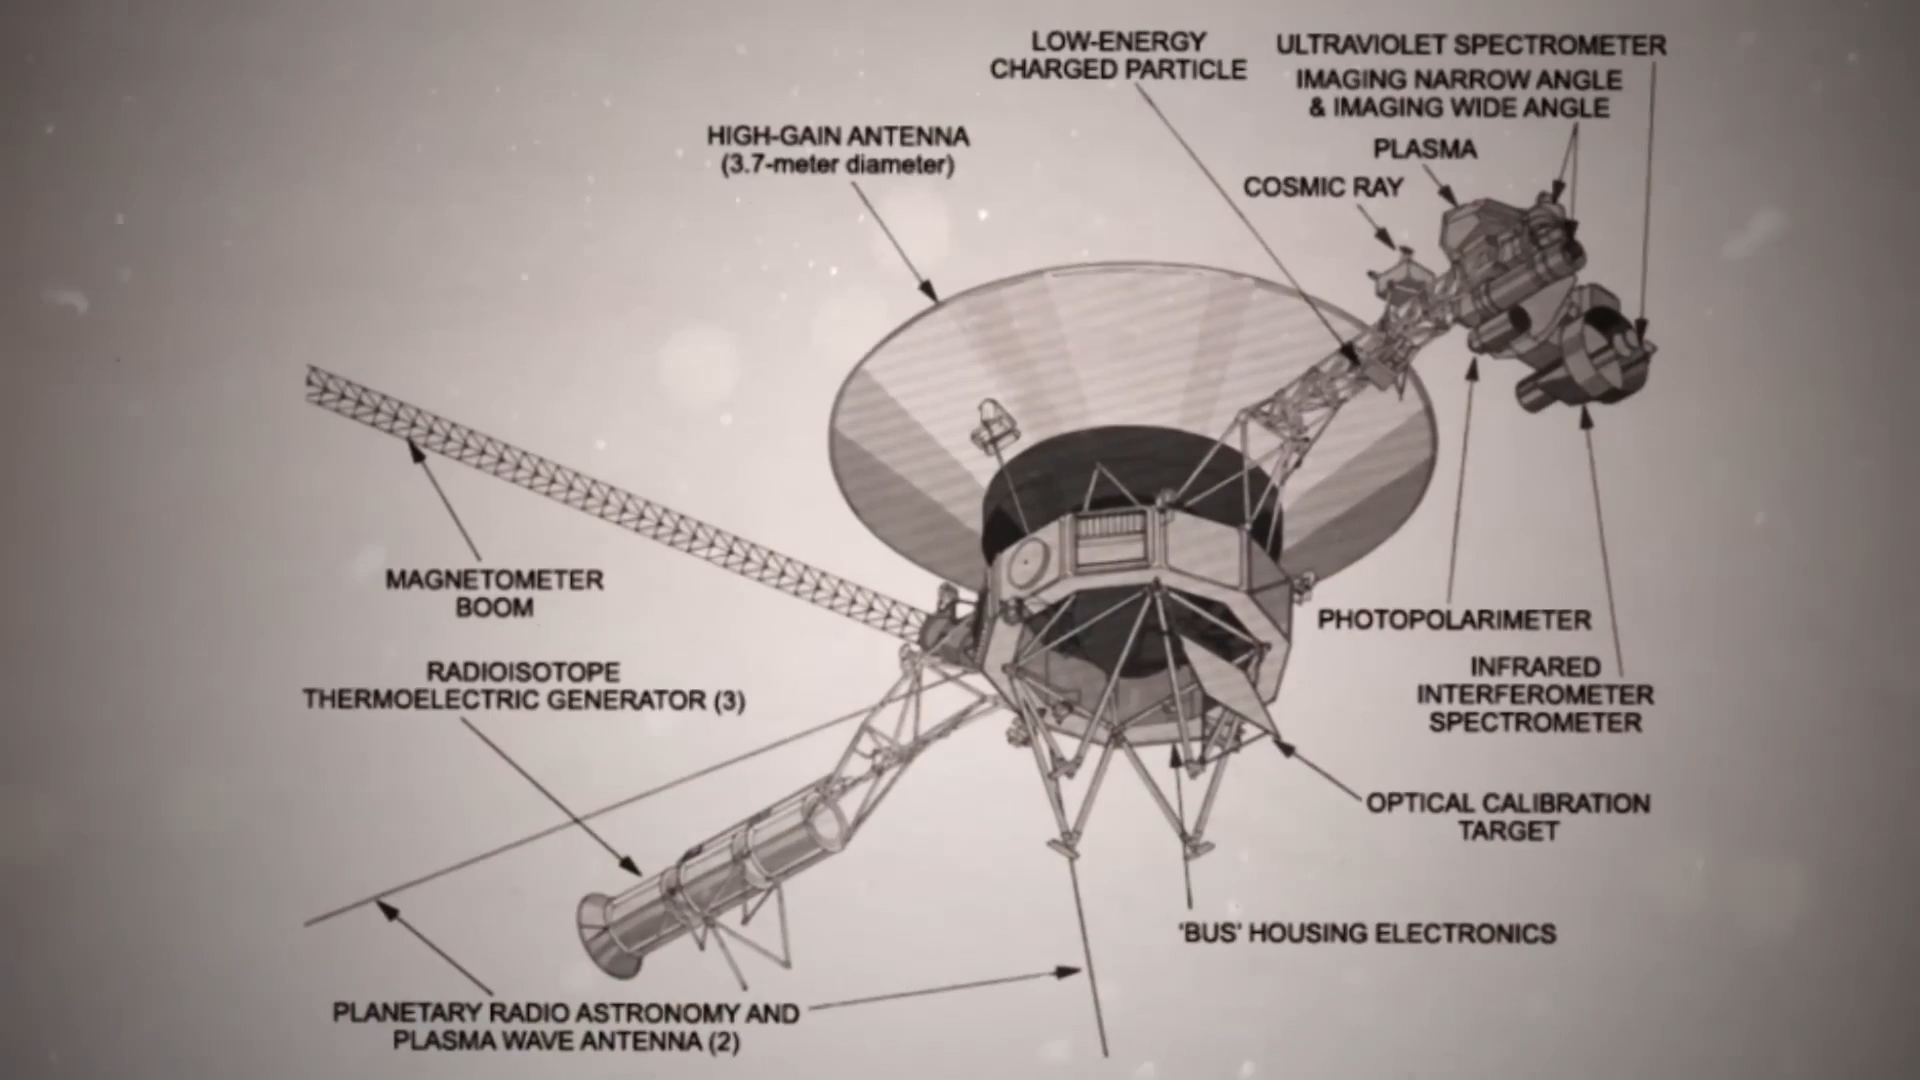 LOW-ENERGY
CHARGED PARTICLE
ULTRAVIOLET SPECTROMETER
IMAGING NARROW ANGLE
& IMAGING WIDE ANGLE
PLASMA
COSMIC RAY
HIGH-GAIN ANTENNA
(3.7-meter diameter)
MAGNETOMETER
BOOM
RADIOISOTOPE
THERMOELECTRIC GENERATOR (3)
PHOTOPOLARIMETER
INFRARED
INTERFEROMETER
SPECTROMETER
OPTICAL CALIBRATION
TARGET
'BUS' HOUSING ELECTRONICS
PLANETARY RADIO ASTRONOMY AND
PLASMA WAVE ANTENNA (2)